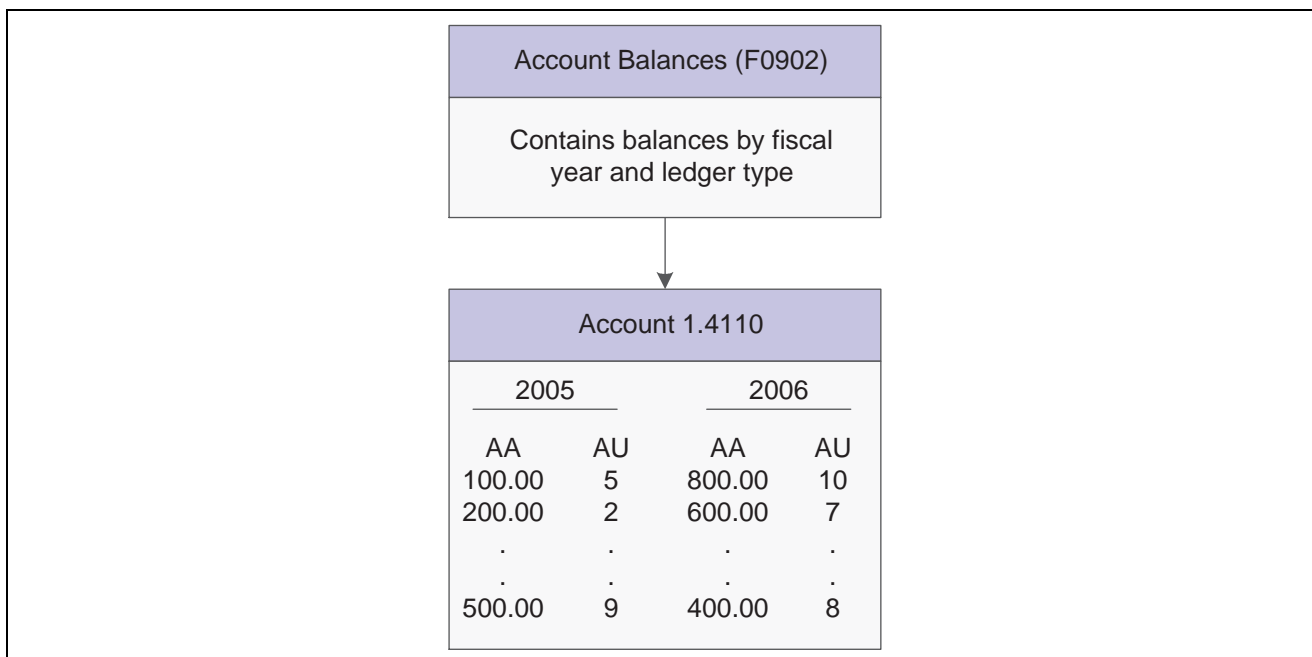 Account Balances (F0902)
Contains balances by fiscal
year and ledger type
Account 1.4110
2005 2006
AA AU AA AU
100.00 5 800.00 10
200.00 2 600.00 7
. . . .
. . . .
500.00 9 400.00 8